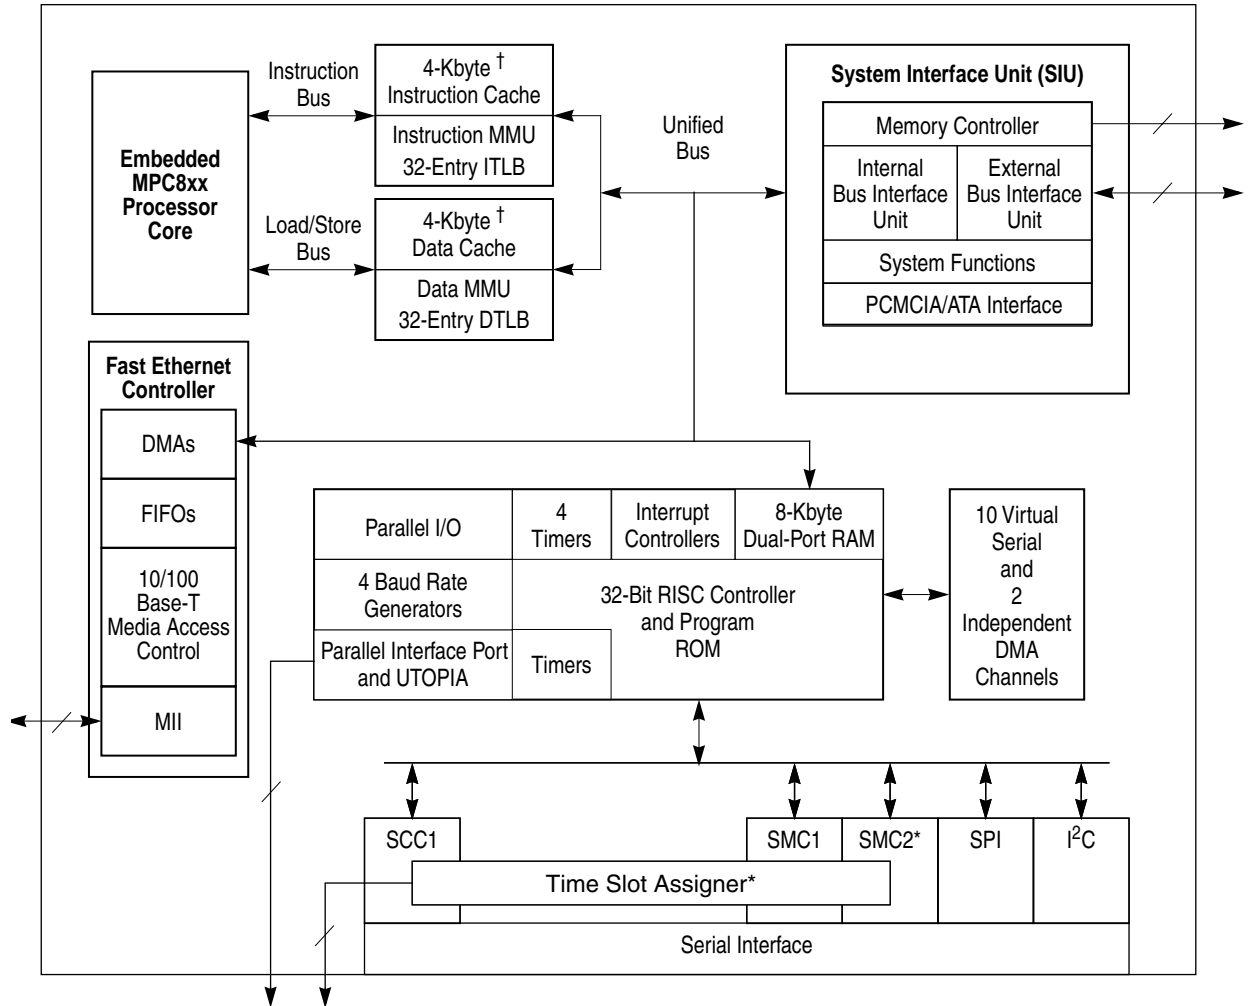 Instruction
Bus
4-Kbyte †
Instruction Cache
Instruction MMU
32-Entry ITLB
Embedded
MPC8xx
Processor
Core
Load/Store
Bus
4-Kbyte †
Data Cache
Data MMU
32-Entry DTLB
Unified
Bus
System Interface Unit (SIU)
Memory Controller
Internal
Bus Interface
Unit
External
Bus Interface
Unit
System Functions
PCMCIA/ATA Interface
Fast Ethernet
Controller
DMAs
FIFOs
10/100
Base-T
Media Access
Control
MII
Parallel I/O
4
Timers
Interrupt
Controllers
8-Kbyte
Dual-Port RAM
4 Baud Rate
Generators
32-Bit RISC Controller
and Program
ROM
Parallel Interface Port
and UTOPIA
Timers
10 Virtual
Serial
and
2
Independent
DMA
Channels
SCC1
SMC1
SMC2*
SPI
I²C
Time Slot Assigner*
Serial Interface